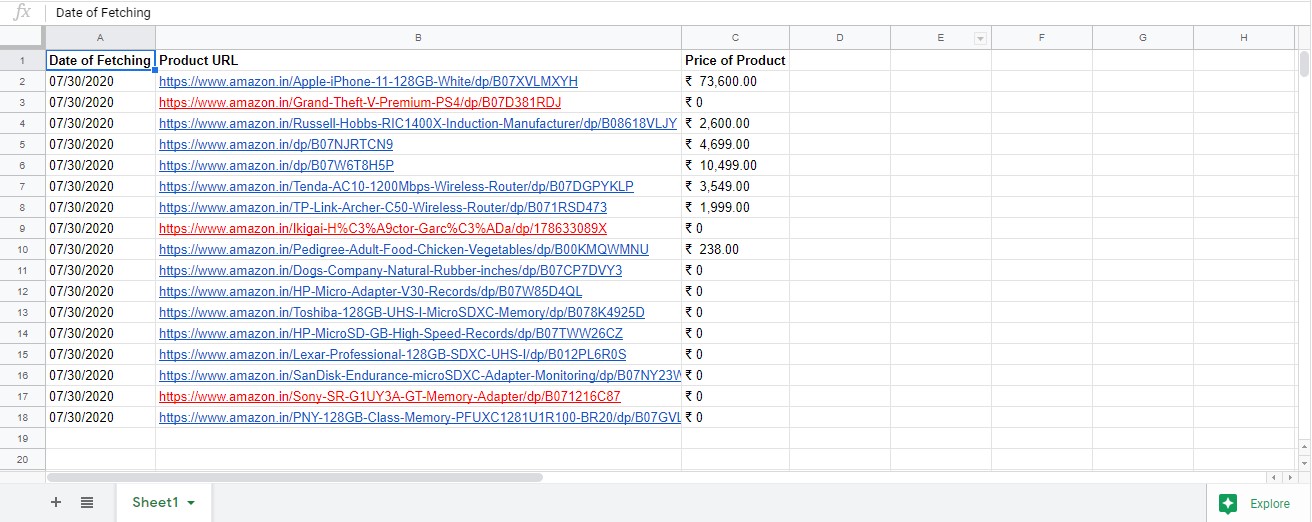 fx Date of Fetching
A B C D E F G H
1 Date of Fetching Product URL Price of Product
2 07/30/2020 https://www.amazon.in/Apple-iPhone-11-128GB-White/dp/B07XVLMXYH ₹ 73,600.00
3 07/30/2020 https://www.amazon.in/Grand-Theft-V-Premium-PS4/dp/B07D381RDJ ₹ 0
4 07/30/2020 https://www.amazon.in/Russell-Hobbs-RIC1400X-Induction-Manufacturer/dp/B08618VLJY ₹ 2,600.00
5 07/30/2020 https://www.amazon.in/dp/B07NJRTCN9 ₹ 4,699.00
6 07/30/2020 https://www.amazon.in/dp/B07W6T8H5P ₹ 10,499.00
7 07/30/2020 https://www.amazon.in/Tenda-AC10-1200Mbps-Wireless-Router/dp/B07DGPYKLP ₹ 3,549.00
8 07/30/2020 https://www.amazon.in/TP-Link-Archer-C50-Wireless-Router/dp/B071RSD473 ₹ 1,999.00
9 07/30/2020 https://www.amazon.in/Ikigai-H%C3%A9ctor-Garc%C3%ADa/dp/178633089X ₹ 0
10 07/30/2020 https://www.amazon.in/Pedigree-Adult-Food-Chicken-Vegetables/dp/B00KMQWMNU ₹ 238.00
11 07/30/2020 https://www.amazon.in/Dogs-Company-Natural-Rubber-inches/dp/B07CP7DVY3 ₹ 0
12 07/30/2020 https://www.amazon.in/HP-Micro-Adapter-V30-Records/dp/B07W85D4QL ₹ 0
13 07/30/2020 https://www.amazon.in/Toshiba-128GB-UHS-I-MicroSDXC-Memory/dp/B078K4925D ₹ 0
14 07/30/2020 https://www.amazon.in/HP-MicroSD-GB-High-Speed-Records/dp/B07TWW26CZ ₹ 0
15 07/30/2020 https://www.amazon.in/Lexar-Professional-128GB-SDXC-UHS-I/dp/B012PL6R0S ₹ 0
16 07/30/2020 https://www.amazon.in/SanDisk-Endurance-microSDXC-Adapter-Monitoring/dp/B07NY23W ₹ 0
17 07/30/2020 https://www.amazon.in/Sony-SR-G1UY3A-GT-Memory-Adapter/dp/B071216C87 ₹ 0
18 07/30/2020 https://www.amazon.in/PNY-128GB-Class-Memory-PFUXC1281U1R100-BR20/dp/B07GVL ₹ 0
19
20
Sheet1 Explore